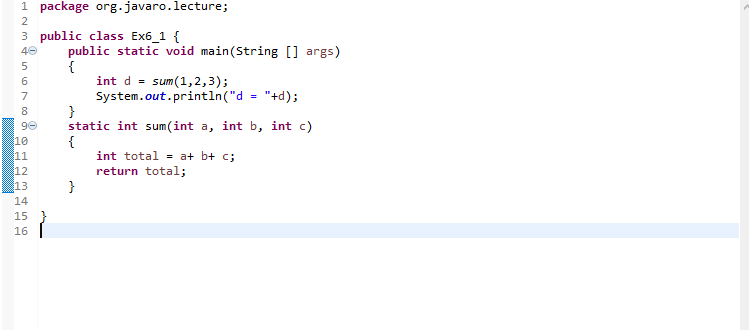 1 package org.javaro.lecture;
2
3 public class Ex6_1 {
4 public static void main(String [] args)
5 {
6 int d = sum(1,2,3);
7 System.out.println("d = "+d);
8 }
9 static int sum(int a, int b, int c)
10 {
11 int total = a+ b+ c;
12 return total;
13 }
14
15 }
16